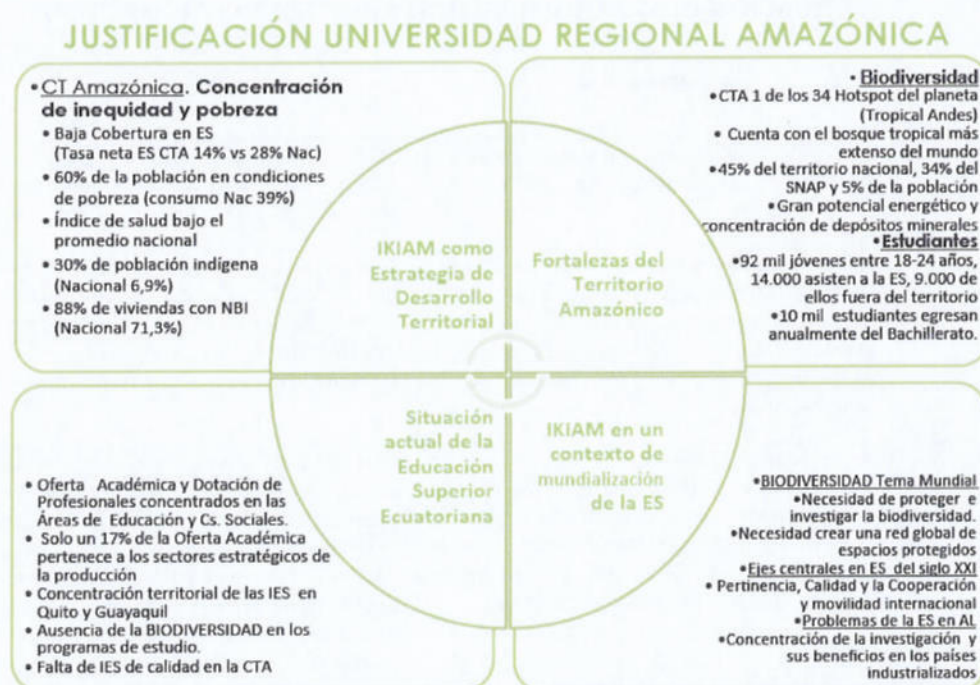 JUSTIFICACIÓN UNIVERSIDAD REGIONAL AMAZÓNICA
• CT Amazónica. Concentración
de inequidad y pobreza
• Baja Cobertura en ES
(Tasa neta ES CTA 14% vs 28% Nac)
• 60% de la población en condiciones
de pobreza (consumo Nac 39%)
• Índice de salud bajo el
promedio nacional
• 30% de población indígena
(Nacional 6,9%)
• 88% de viviendas con NBI
(Nacional 71,3%)
IKIAM como
Estrategia de
Desarrollo
Territorial
• Biodiversidad
•CTA 1 de los 34 Hotspot del planeta
(Tropical Andes)
• Cuenta con el bosque tropical más
extenso del mundo
•45% del territorio nacional, 34% del
SNAP y 5% de la población
•Gran potencial energético y
concentración de depósitos minerales
•Estudiantes
•92 mil jóvenes entre 18-24 años,
14.000 asisten a la ES, 9.000 de
ellos fuera del territorio
•10 mil estudiantes egresan
anualmente del Bachillerato.
Fortalezas del
Territorio
Amazónico
Situación
actual de la
Educación
Superior
Ecuatoriana
• Oferta Académica y Dotación de
Profesionales concentrados en las
Áreas de Educación y Cs. Sociales.
• Solo un 17% de la Oferta Académica
pertenece a los sectores estratégicos de
la producción
• Concentración territorial de las IES en
Quito y Guayaquil
• Ausencia de la BIODIVERSIDAD en los
programas de estudio.
• Falta de IES de calidad en la CTA
IKIAM en un
contexto de
mundialización
de la ES
•BIODIVERSIDAD Tema Mundial
•Necesidad de proteger e
investigar la biodiversidad.
•Necesidad crear una red global de
espacios protegidos
•Ejes centrales en ES del siglo XXI
• Pertinencia, Calidad y la Cooperación
y movilidad internacional
•Problemas de la ES en AL
•Concentración de la investigación y
sus beneficios en los países
industrializados